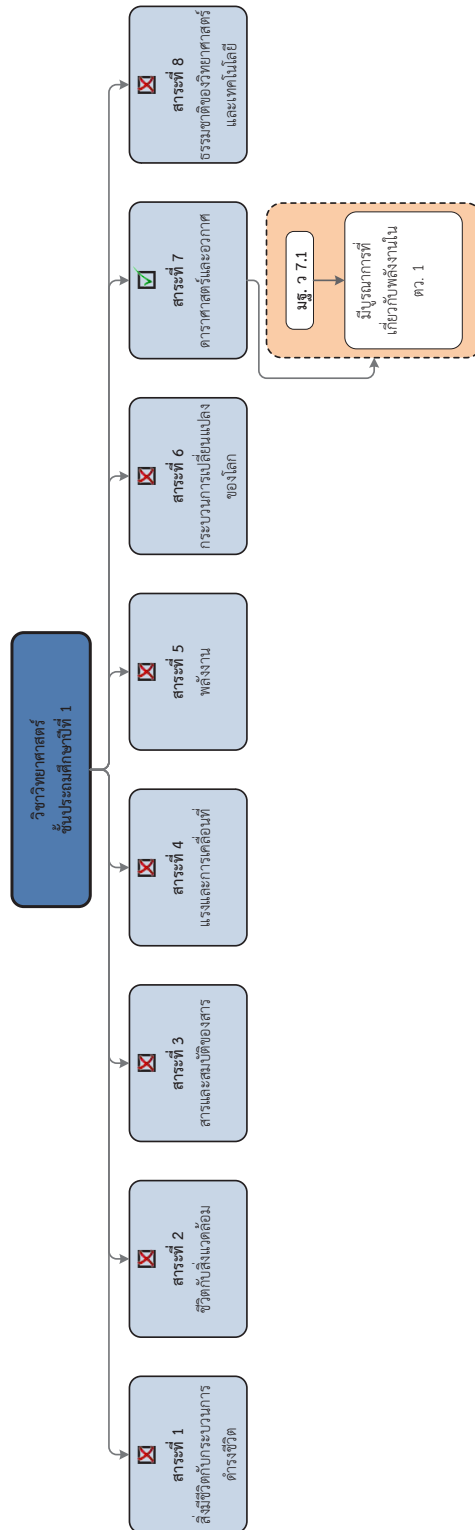 วิชาวิทยาศาสตร์
ชั้นประถมศึกษาปีที่ 1
สาระที่ 1
สิ่งมีชีวิตกับกระบวนการ
ดำรงชีวิต
สาระที่ 2
ชีวิตกับสิ่งแวดล้อม
สาระที่ 3
สารและสมบัติของสาร
สาระที่ 4
แรงและการเคลื่อนที่
สาระที่ 5
พลังงาน
สาระที่ 6
กระบวนการเปลี่ยนแปลง
ของโลก
สาระที่ 7
ดาราศาสตร์และอวกาศ
สาระที่ 8
ธรรมชาติของวิทยาศาสตร์
และเทคโนโลยี
มฐ. ว 7.1
มีบูรณาการที่
เกี่ยวกับพลังงานใน
ตว. 1